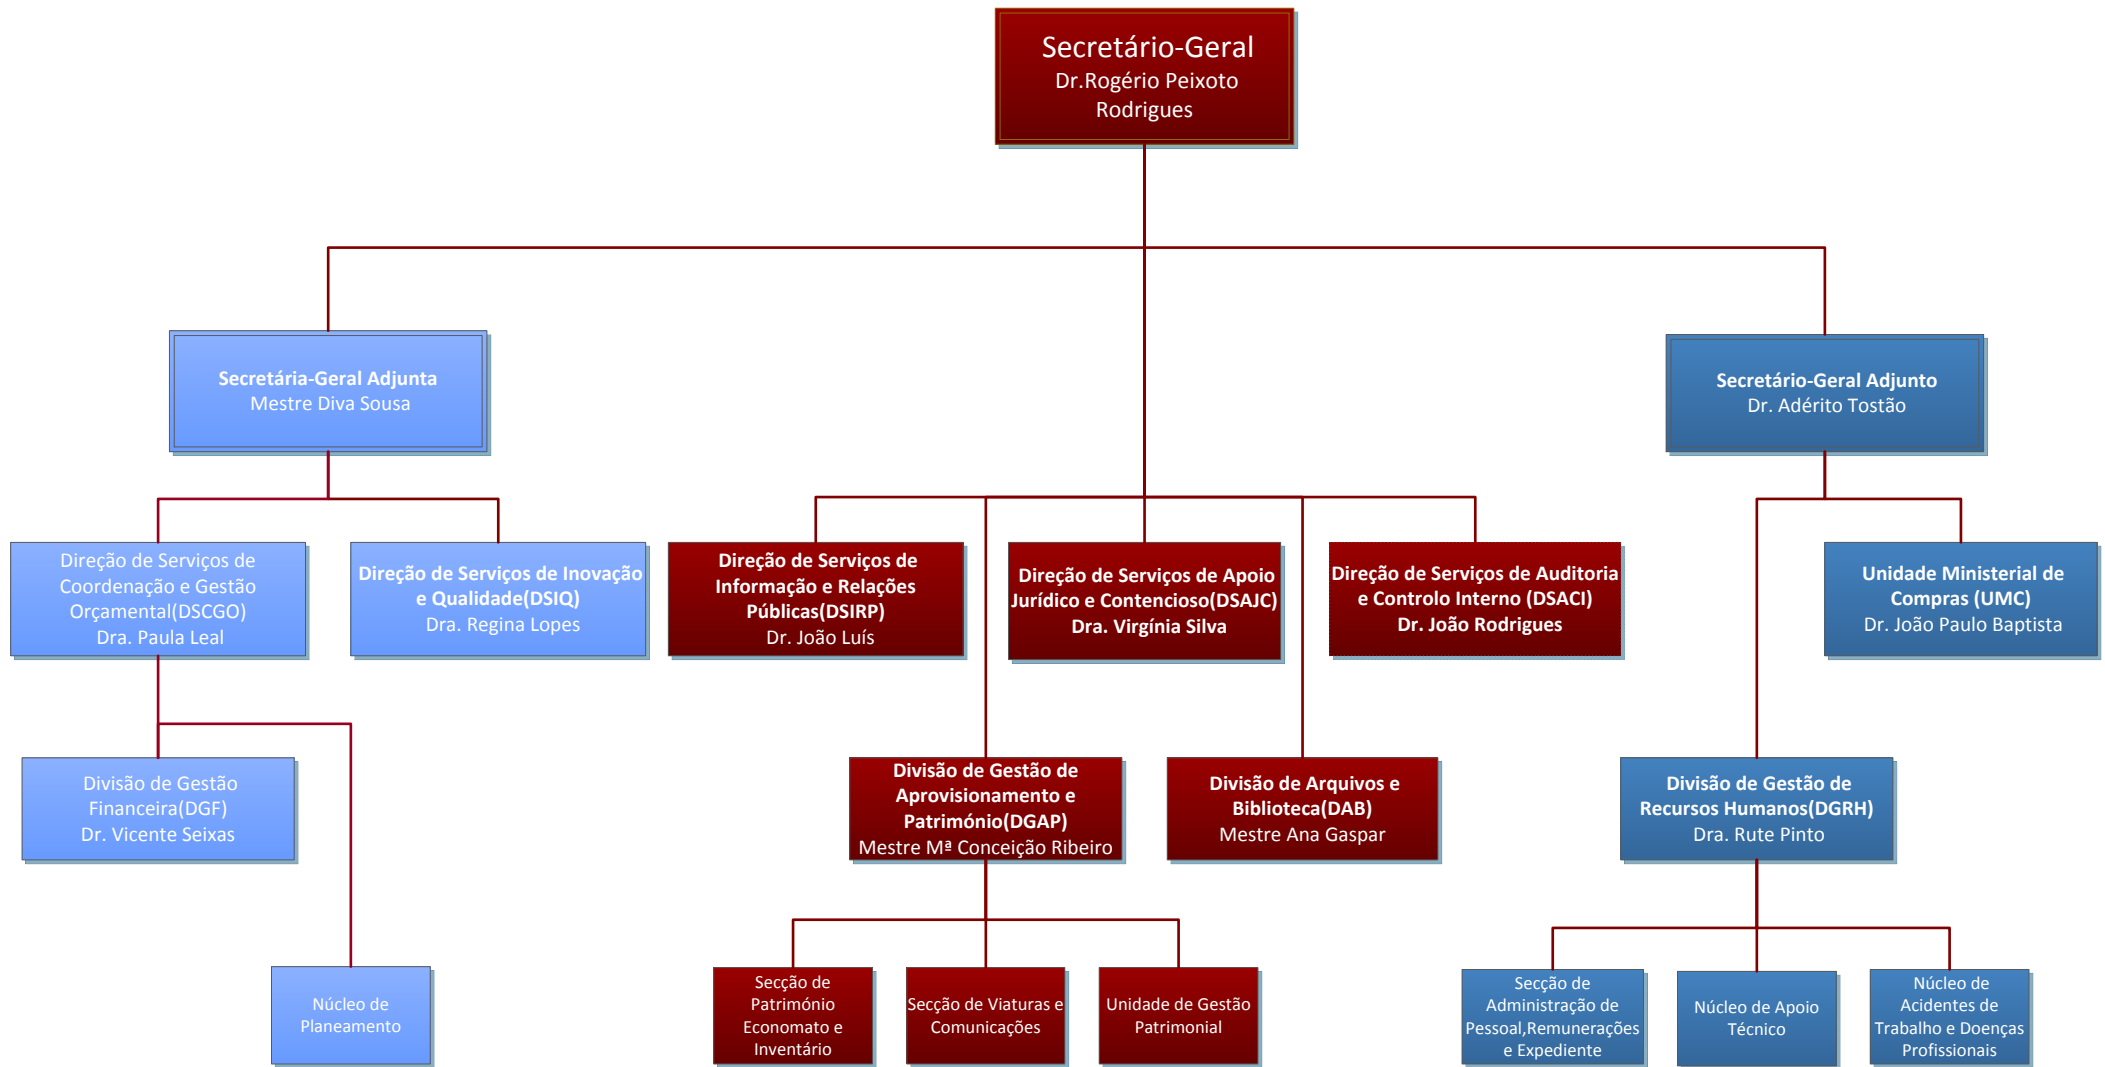 Secretário-Geral
Dr.Rogério Peixoto
Rodrigues
Secretária-Geral Adjunta
Mestre Diva Sousa
Secretário-Geral Adjunto
Dr. Adérito Tostão
Direção de Serviços de
Coordenação e Gestão
Orçamental(DSCGO)
Dra. Paula Leal
Direção de Serviços de Inovação
e Qualidade(DSIQ)
Dra. Regina Lopes
Direção de Serviços de
Informação e Relações
Públicas(DSIRP)
Dr. João Luís
Direção de Serviços de Apoio
Jurídico e Contencioso(DSAJC)
Dra. Virgínia Silva
Direção de Serviços de Auditoria
e Controlo Interno (DSACI)
Dr. João Rodrigues
Unidade Ministerial de
Compras (UMC)
Dr. João Paulo Baptista
Divisão de Gestão
Financeira(DGF)
Dr. Vicente Seixas
Divisão de Gestão de
Aprovisionamento e
Património(DGAP)
Mestre Mª Conceição Ribeiro
Divisão de Arquivos e
Biblioteca(DAB)
Mestre Ana Gaspar
Divisão de Gestão de
Recursos Humanos(DGRH)
Dra. Rute Pinto
Núcleo de
Planeamento
Secção de
Património
Economato e
Inventário
Secção de Viaturas e
Comunicações
Unidade de Gestão
Patrimonial
Secção de
Administração de
Pessoal,Remunerações
e Expediente
Núcleo de Apoio
Técnico
Núcleo de
Acidentes de
Trabalho e Doenças
Profissionais